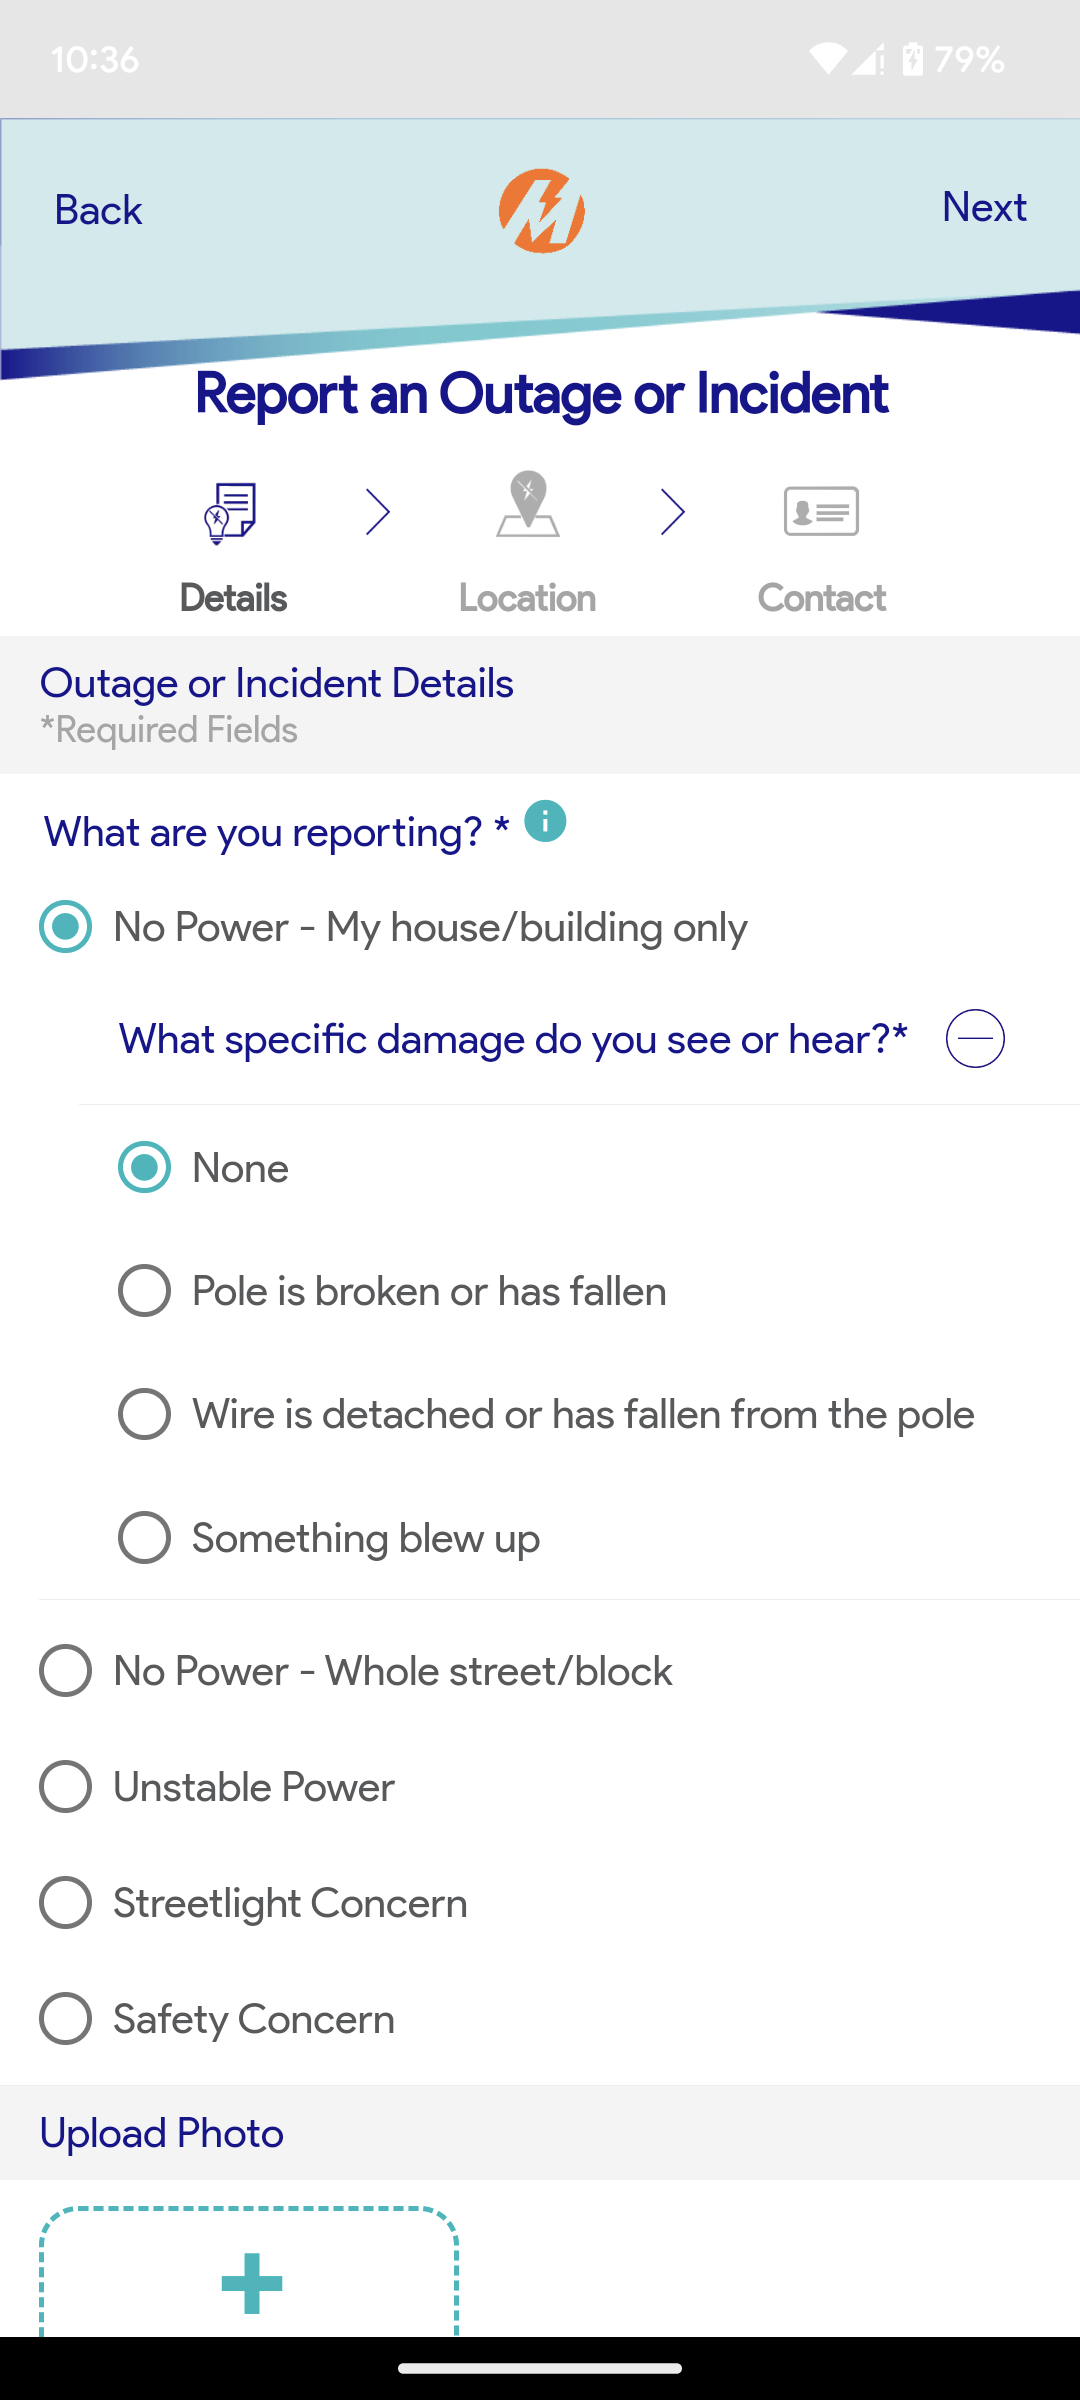 10:36
79%
Back
Next
Report an Outage or Incident
Details
Location
Contact
Outage or Incident Details
*Required Fields
What are you reporting? *
No Power - My house/building only
What specific damage do you see or hear?*
None
Pole is broken or has fallen
Wire is detached or has fallen from the pole
Something blew up
No Power - Whole street/block
Unstable Power
Streetlight Concern
Safety Concern
Upload Photo